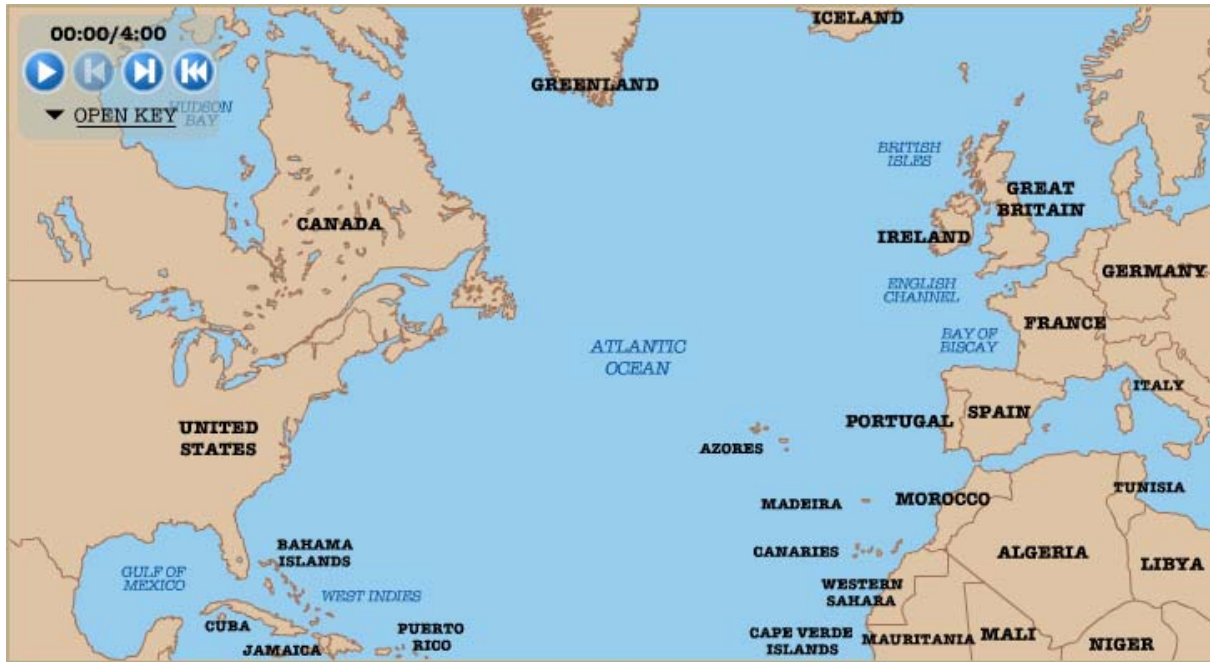 00:00/4:00
OPEN KEY
HUDSON
BAY
ICELAND
GREENLAND
BRITISH
ISLES
GREAT
BRITAIN
CANADA
IRELAND
GERMANY
ENGLISH
CHANNEL
FRANCE
BAY OF
BISCAY
ATLANTIC
OCEAN
ITALY
UNITED
STATES
PORTUGAL
SPAIN
AZORES
TUNISIA
MADEIRA
MOROCCO
BAHAMA
ISLANDS
CANARIES
ALGERIA
LIBYA
GULF OF
MEXICO
WEST INDIES
WESTERN
SAHARA
CUBA
JAMAICA
PUERTO
RICO
CAPE VERDE
ISLANDS
MAURITANIA
MALI
NIGER